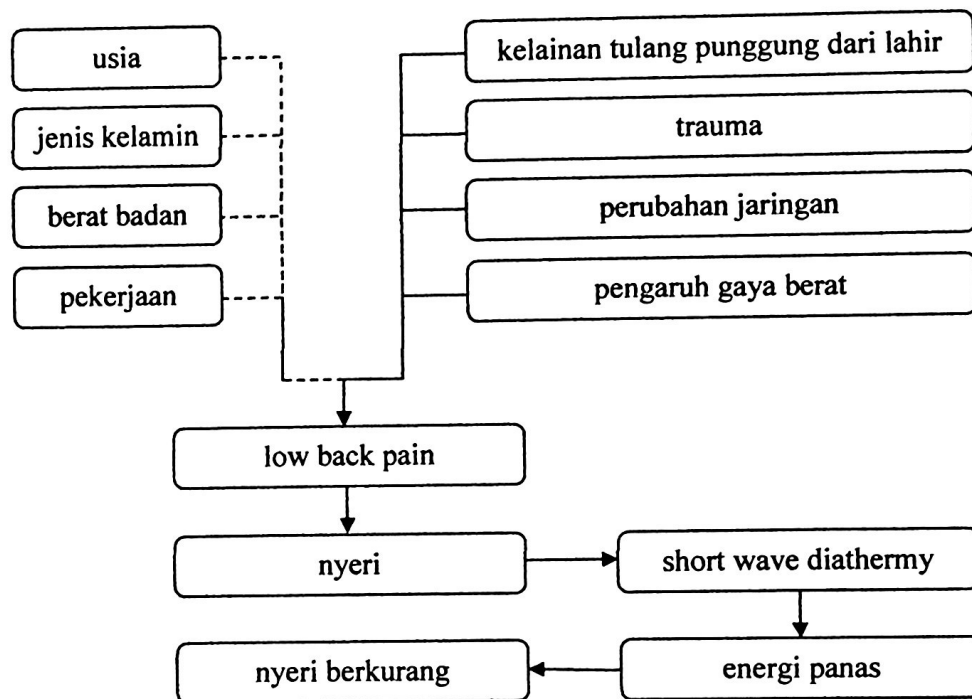 usia
jenis kelamin
berat badan
pekerjaan
kelainan tulang punggung dari lahir
trauma
perubahan jaringan
pengaruh gaya berat
low back pain
nyeri
short wave diathermy
energi panas
nyeri berkurang